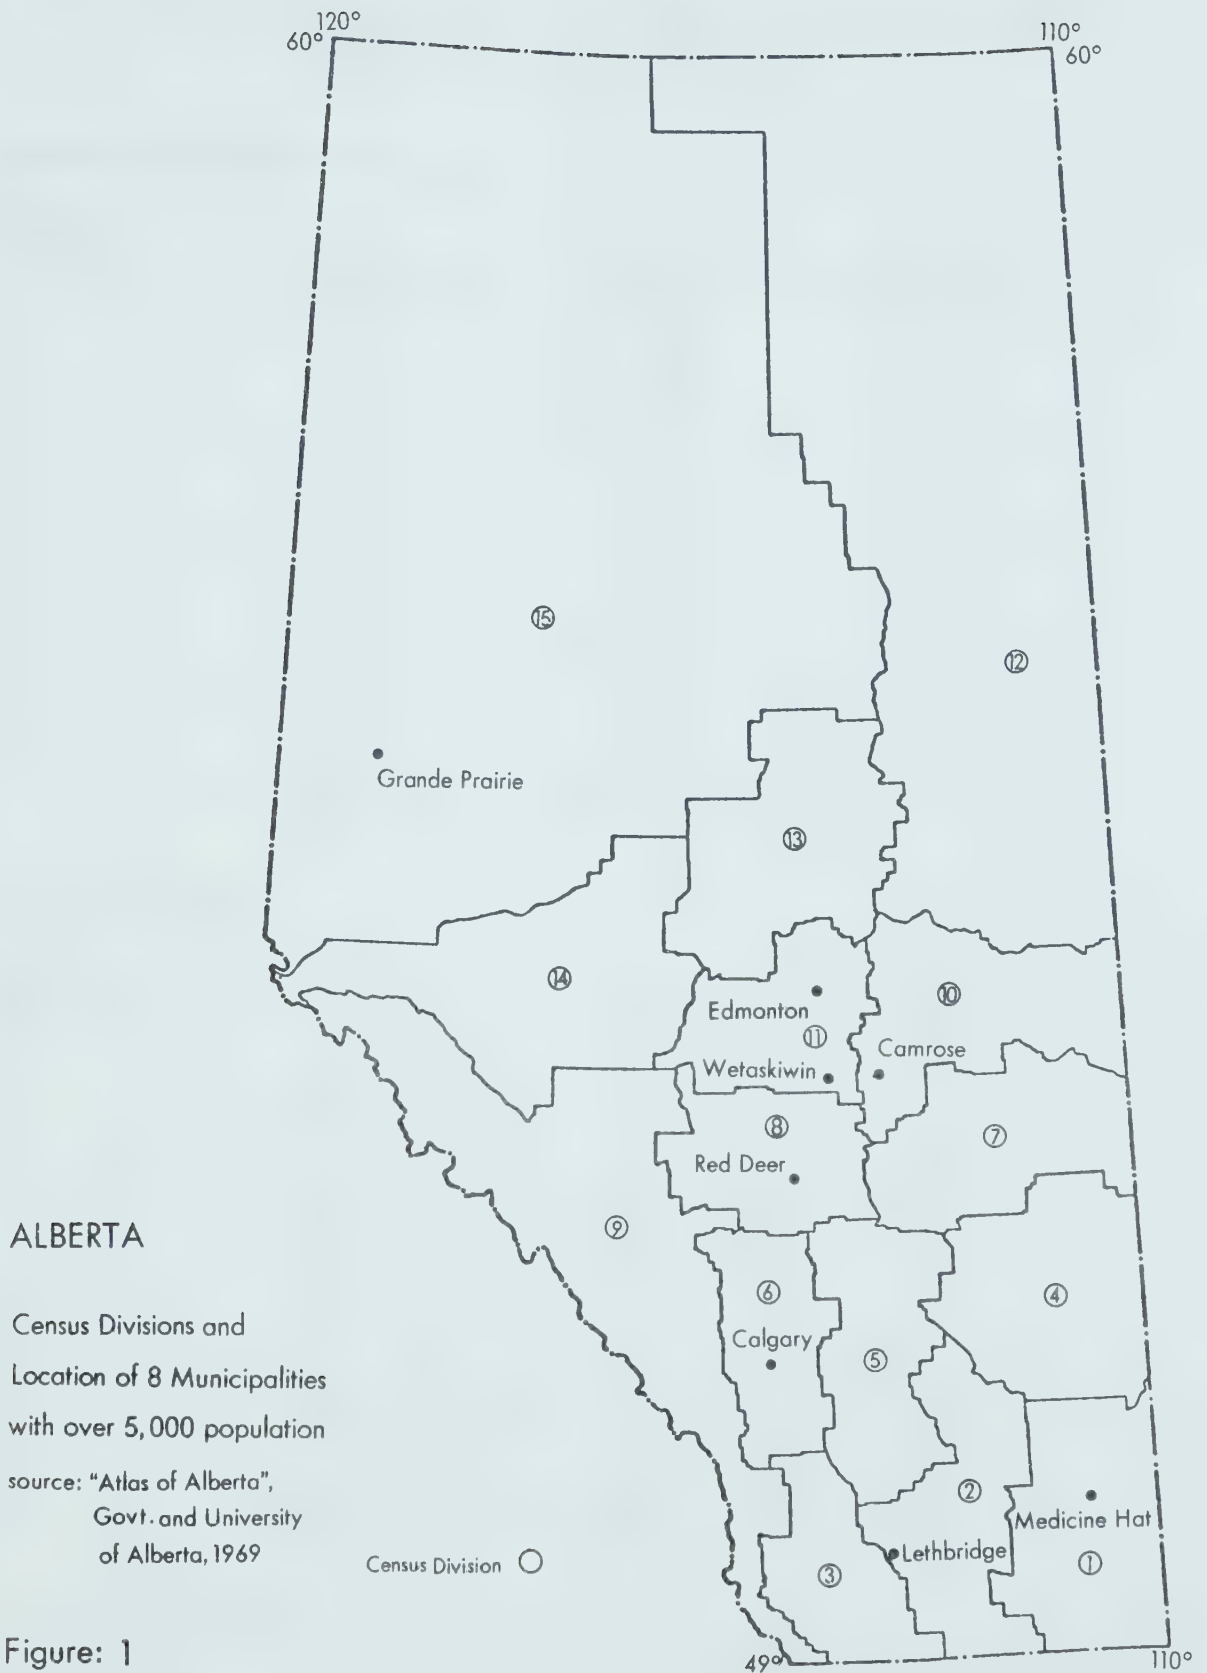 120°
60°
110°
60°
⑮
⑫
Grande Prairie
⑬
⑭
Edmonton
⑩
⑪
Camrose
Wetaskiwin
⑧
⑦
Red Deer
⑨
ALBERTA
⑥
④
Census Divisions and
Calgary
⑤
Location of 8 Municipalities
with over 5,000 population
source: "Atlas of Alberta",
②
Govt. and University
Medicine Hat
of Alberta, 1969
Lethbridge
Census Division ○
③
①
Figure: 1
49°
110°